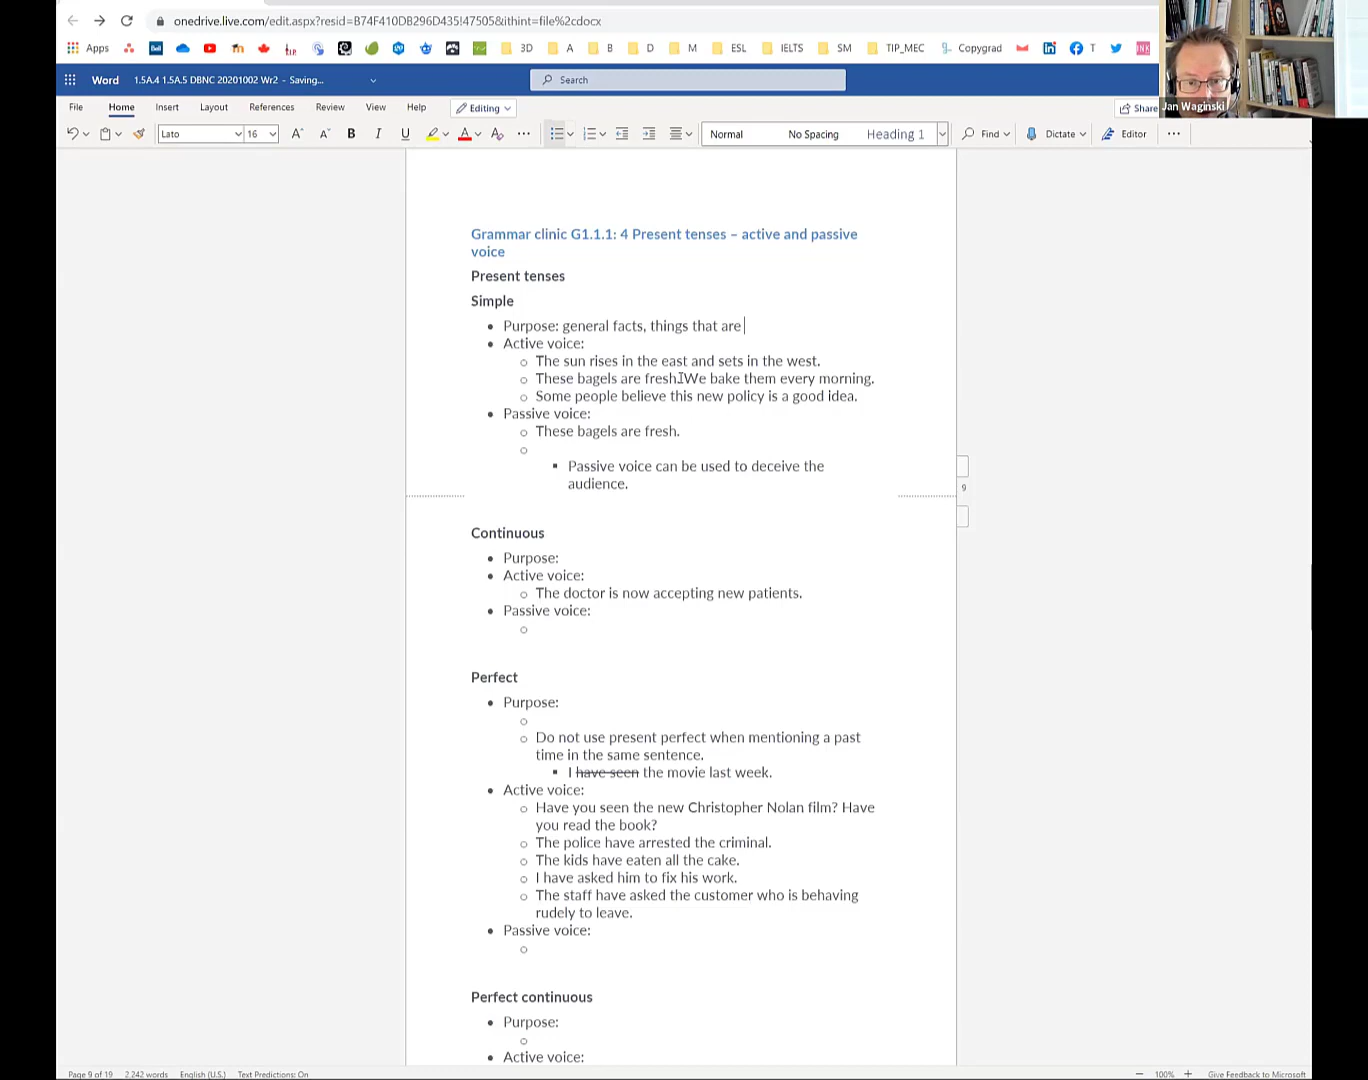 onedrive.live.com/edit.aspx?resid=B74F410DB296D435!47505&ithint=file%2cdocx
Apps 3D A B D M ESL IELTS SM TIP_MEC Copygrad T
Word 1.5A.4 1.5A.5 DBNC 20201002 Wr2 - Saving... Search
Jan Waginski
File Home Insert Layout References Review View Help Editing Share
Lato 16 B I U A Normal No Spacing Heading 1 Find Dictate Editor
Grammar clinic G1.1.1: 4 Present tenses – active and passive
voice
Present tenses
Simple
Purpose: general facts, things that are
Active voice:
The sun rises in the east and sets in the west.
These bagels are fresh. We bake them every morning.
Some people believe this new policy is a good idea.
Passive voice:
These bagels are fresh.
Passive voice can be used to deceive the
audience.
9
Continuous
Purpose:
Active voice:
The doctor is now accepting new patients.
Passive voice:
Perfect
Purpose:
Do not use present perfect when mentioning a past
time in the same sentence.
I have seen the movie last week.
Active voice:
Have you seen the new Christopher Nolan film? Have
you read the book?
The police have arrested the criminal.
The kids have eaten all the cake.
I have asked him to fix his work.
The staff have asked the customer who is behaving
rudely to leave.
Passive voice:
Perfect continuous
Purpose:
Active voice:
Page 9 of 19 2,242 words English (U.S.) Text Predictions: On 100% Give Feedback to Microsoft